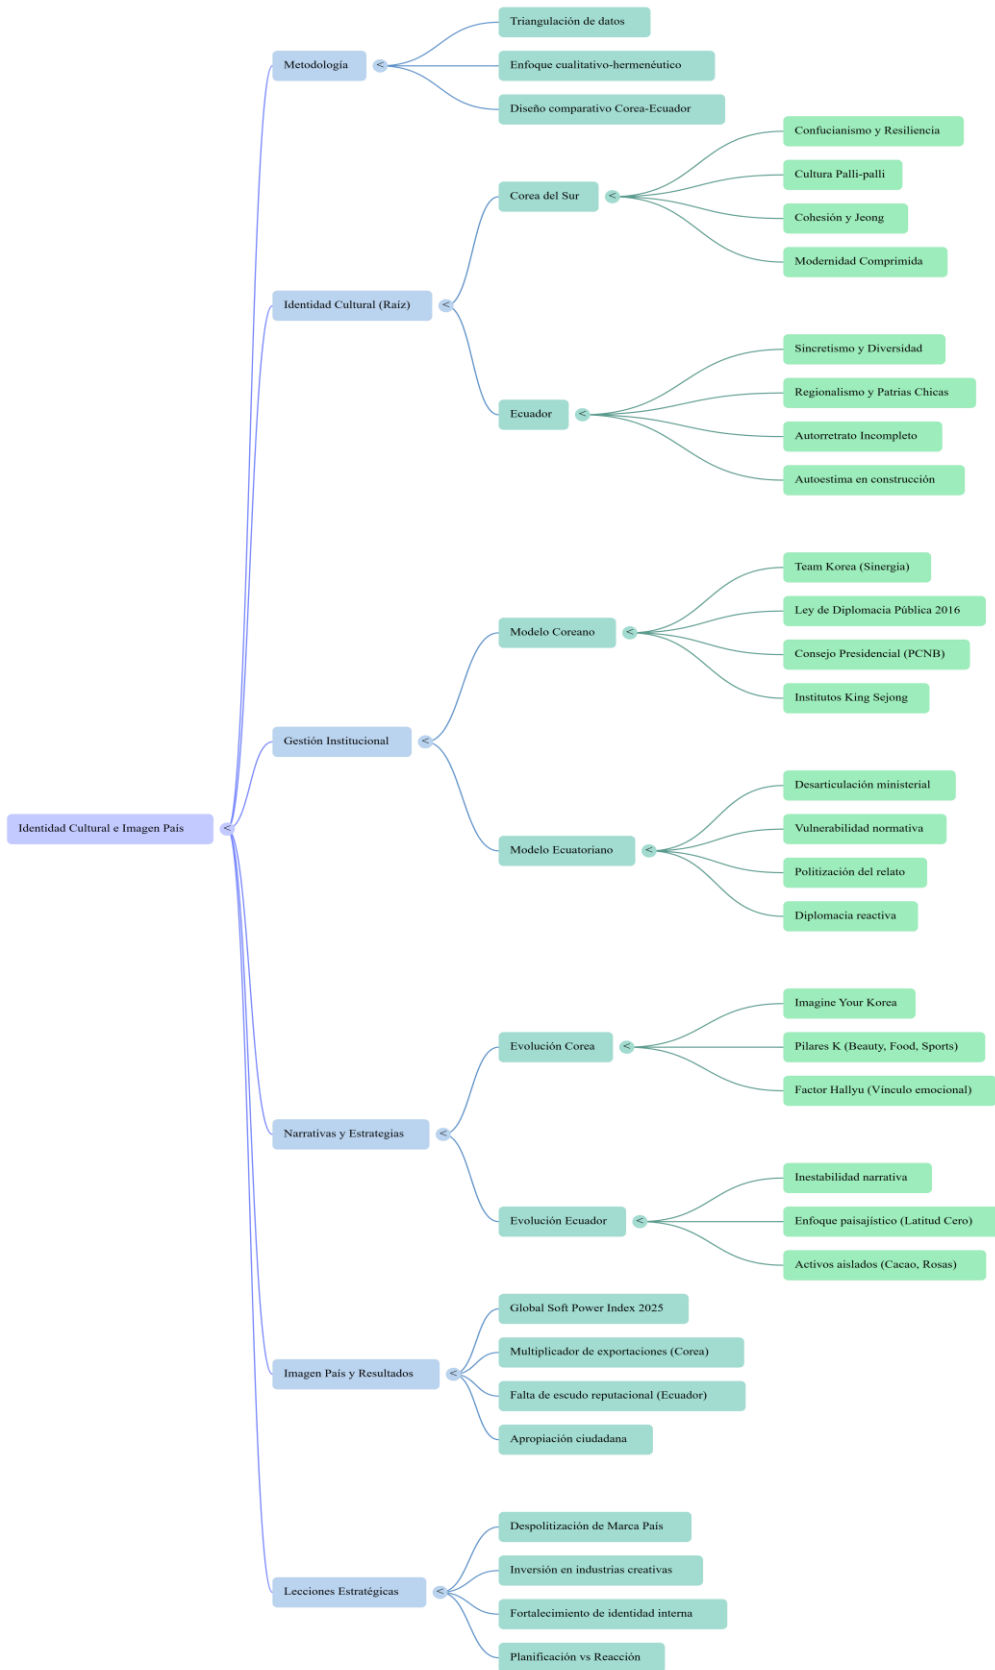 Identidad Cultural e Imagen País
<
Metodología
<
Triangulación de datos
Enfoque cualitativo-hermenéutico
Diseño comparativo Corea-Ecuador
Identidad Cultural (Raíz)
<
Corea del Sur
<
Confucianismo y Resiliencia
Cultura Palli-palli
Cohesión y Jeong
Modernidad Comprimida
Ecuador
<
Sincretismo y Diversidad
Regionalismo y Patrias Chicas
Autorretrato Incompleto
Autoestima en construcción
Gestión Institucional
<
Modelo Coreano
<
Team Korea (Sinergia)
Ley de Diplomacia Pública 2016
Consejo Presidencial (PCNB)
Institutos King Sejong
Modelo Ecuatoriano
<
Desarticulación ministerial
Vulnerabilidad normativa
Politización del relato
Diplomacia reactiva
Narrativas y Estrategias
<
Evolución Corea
<
Imagine Your Korea
Pilares K (Beauty, Food, Sports)
Factor Hallyu (Vínculo emocional)
Evolución Ecuador
<
Inestabilidad narrativa
Enfoque paisajístico (Latitud Cero)
Activos aislados (Cacao, Rosas)
Imagen País y Resultados
<
Global Soft Power Index 2025
Multiplicador de exportaciones (Corea)
Falta de escudo reputacional (Ecuador)
Apropiación ciudadana
Lecciones Estratégicas
<
Despolitización de Marca País
Inversión en industrias creativas
Fortalecimiento de identidad interna
Planificación vs Reacción